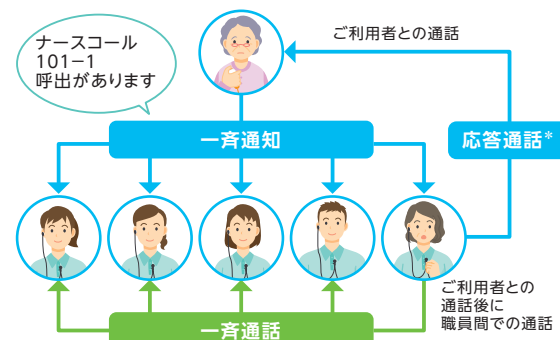 ナースコール
101−1
呼出があります
ご利用者との通話
一斉通知
応答通話*
ご利用者との
通話後に
職員間での通話
一斉通話